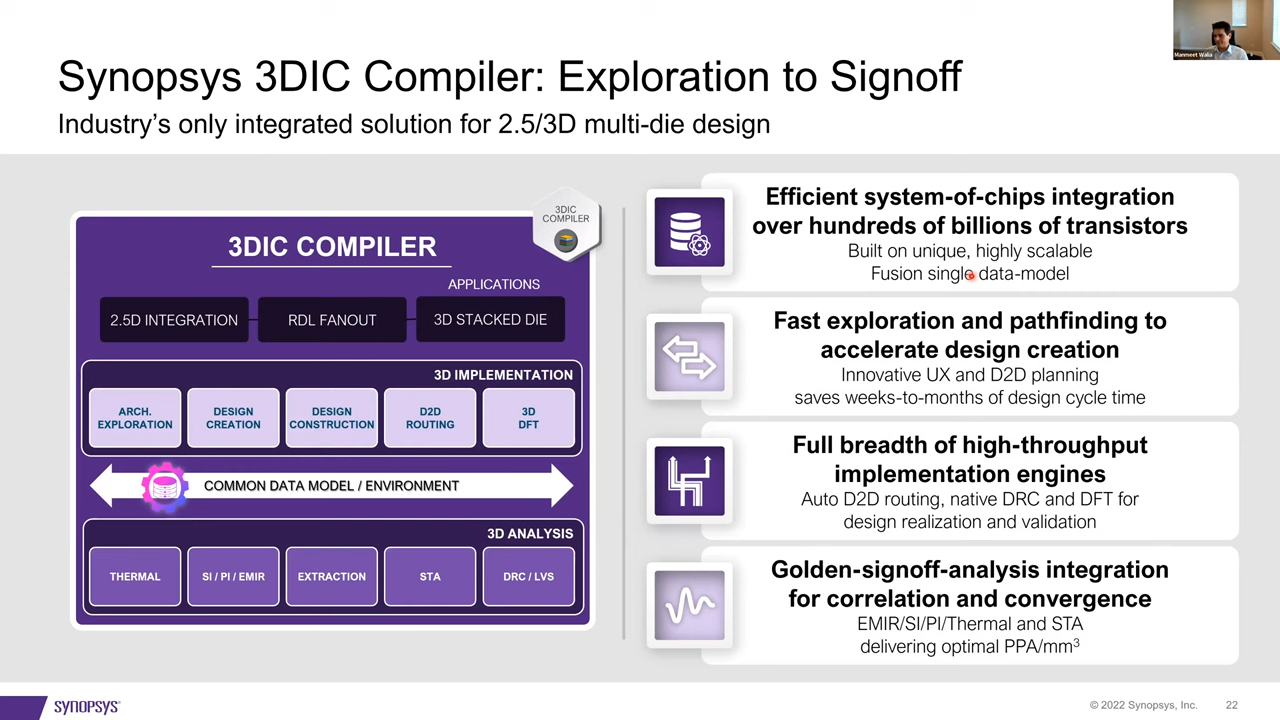 Manmeet Walia
Synopsys 3DIC Compiler: Exploration to Signoff
Industry’s only integrated solution for 2.5/3D multi-die design
3DIC
COMPILER
3DIC COMPILER
APPLICATIONS
2.5D INTEGRATION
RDL FANOUT
3D STACKED DIE
3D IMPLEMENTATION
ARCH.
EXPLORATION
DESIGN
CREATION
DESIGN
CONSTRUCTION
D2D
ROUTING
3D
DFT
COMMON DATA MODEL / ENVIRONMENT
3D ANALYSIS
THERMAL
SI / PI / EMIR
EXTRACTION
STA
DRC / LVS
Efficient system-of-chips integration
over hundreds of billions of transistors
Built on unique, highly scalable
Fusion single data-model
Fast exploration and pathfinding to
accelerate design creation
Innovative UX and D2D planning
saves weeks-to-months of design cycle time
Full breadth of high-throughput
implementation engines
Auto D2D routing, native DRC and DFT for
design realization and validation
Golden-signoff-analysis integration
for correlation and convergence
EMIR/SI/PI/Thermal and STA
delivering optimal PPA/mm³
SYNOPSYS®
© 2022 Synopsys, Inc.
22